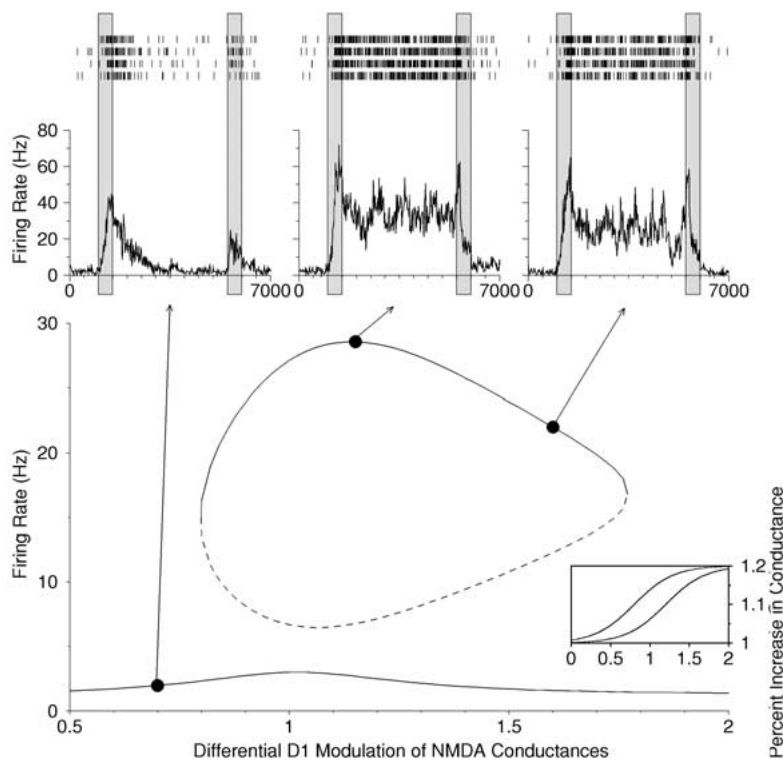 80
60
40
20
0
Firing Rate (Hz)
0 7000 0 7000 0 7000
30
20
10
0
Firing Rate (Hz)
0.5 1 1.5 2
Differential D1 Modulation of NMDA Conductances
1.2
1.1
1
0 0.5 1 1.5 2
Percent Increase in Conductance